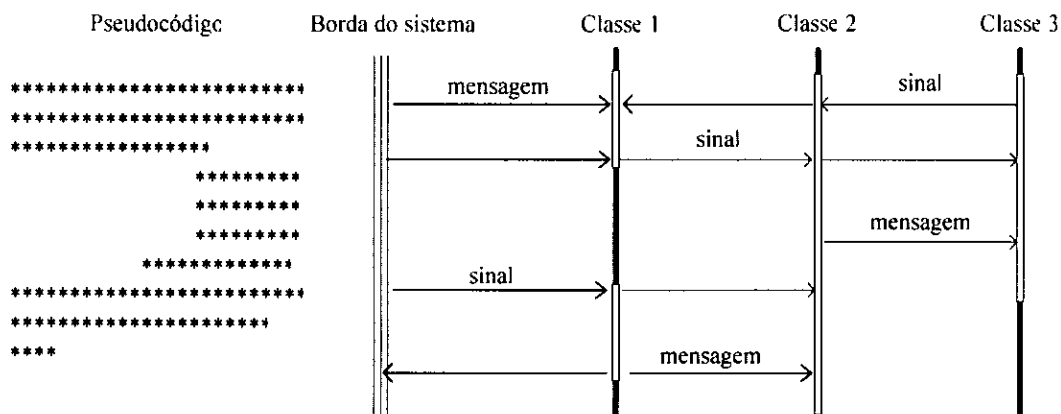 Pseudocódigo Borda do sistema Classe 1 Classe 2 Classe 3
mensagem sinal
sinal
mensagem
sinal
mensagem